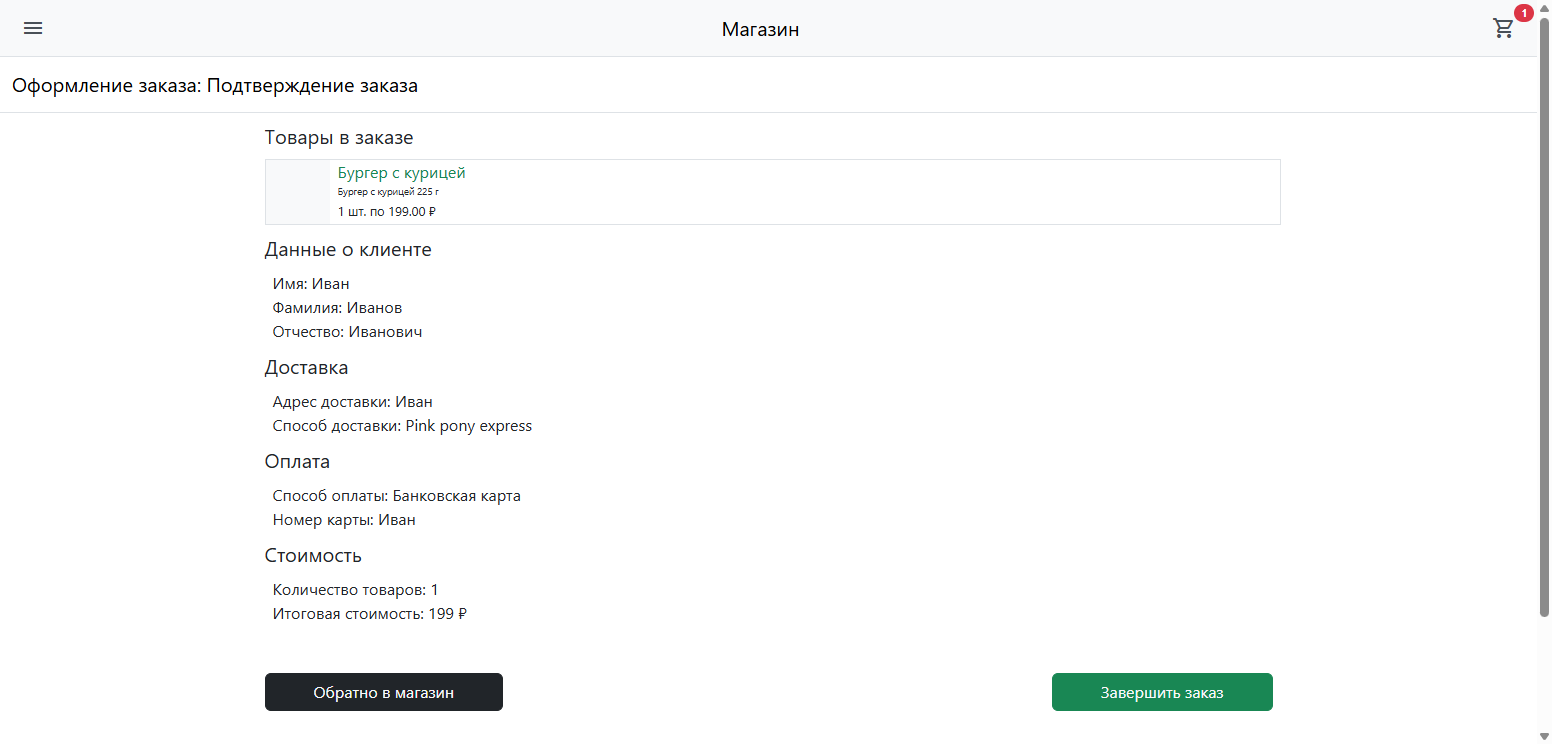 Магазин
1
Оформление заказа: Подтверждение заказа
Товары в заказе
Бургер с курицей
Бургер с курицей 225 г
1 шт. по 199.00 ₽
Данные о клиенте
Имя: Иван
Фамилия: Иванов
Отчество: Иванович
Доставка
Адрес доставки: Иван
Способ доставки: Pink pony express
Оплата
Способ оплаты: Банковская карта
Номер карты: Иван
Стоимость
Количество товаров: 1
Итоговая стоимость: 199 ₽
Обратно в магазин
Завершить заказ